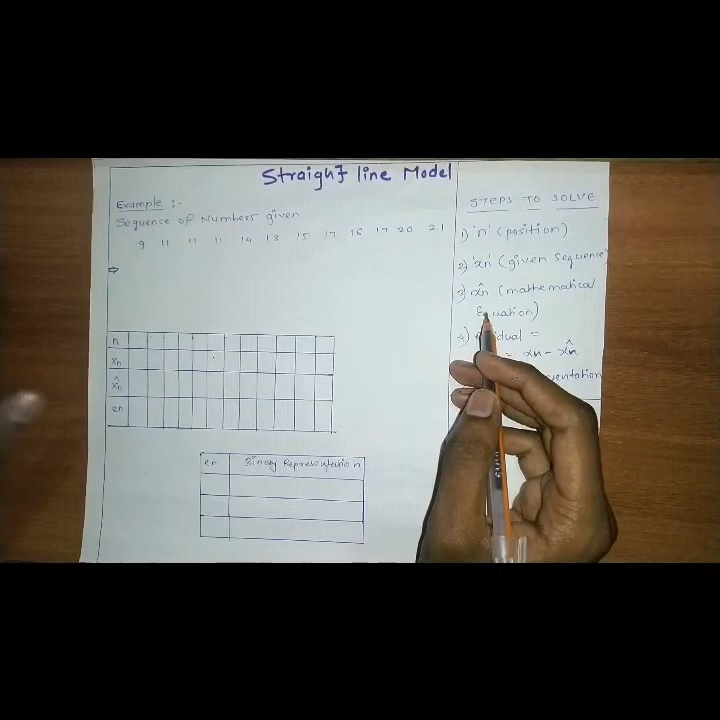 Straight line Model
Example :-
Sequence of Numbers given
9 11 11 11 14 13 15 17 16 17 20 21
⇨
n
xn
x̂n
en
en Binary Representation
STEPS TO SOLVE
1) 'n' (position)
2) 'xn' (given sequence)
3) x̂n (mathematical
Equation)
4) =
= xn - x̂n